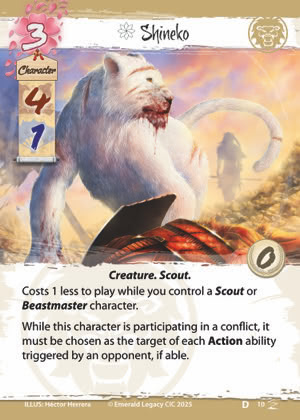 3
Shineko
Character
4
1
0
Creature. Scout.
Costs 1 less to play while you control a Scout or
Beastmaster character.
While this character is participating in a conflict, it
must be chosen as the target of each Action ability
triggered by an opponent, if able.
ILLUS: Héctor Herrera © Emerald Legacy CIC 2025 D 10